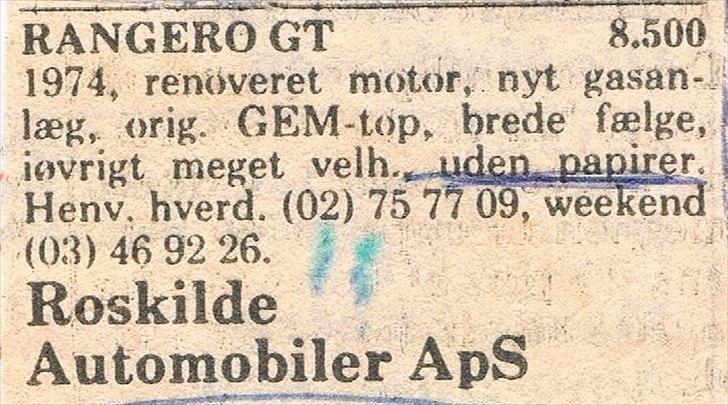 RANGERO GT 8.500
1974, renoveret motor, nyt gasan-
læg, orig. GEM-top, brede fælge,
iøvrigt meget velh., uden papirer.
Henv. hverd. (02) 75 77 09, weekend
(03) 46 92 26.
Roskilde
Automobiler ApS